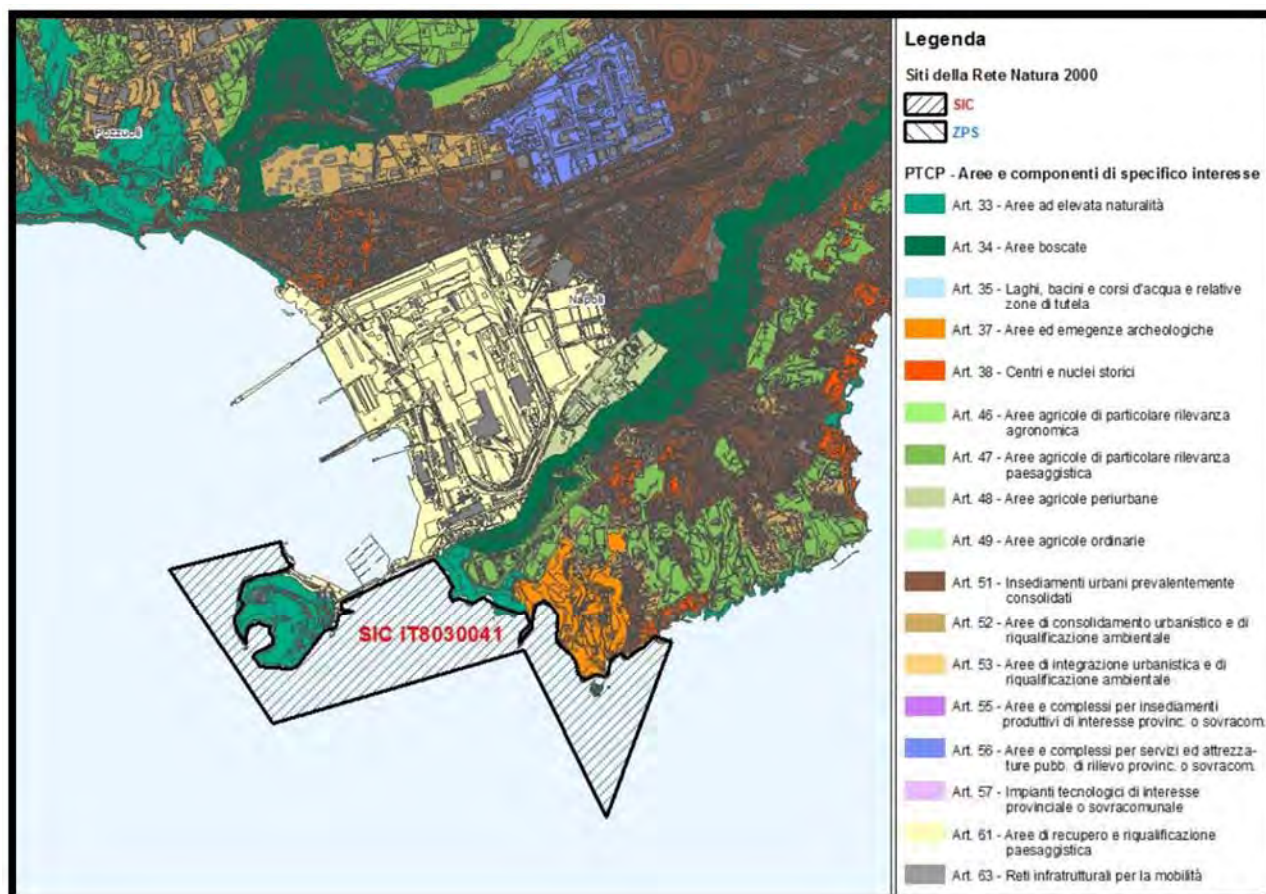 Pozzuoli
Napoli
SIC IT8030041
Legenda
Siti della Rete Natura 2000
SIC
ZPS
PTCP - Aree e componenti di specifico interesse
Art. 33 - Aree ad elevata naturalità
Art. 34 - Aree boscate
Art. 35 - Laghi, bacini e corsi d'acqua e relative
zone di tutela
Art. 37 - Aree ed emegenze archeologiche
Art. 38 - Centri e nuclei storici
Art. 46 - Aree agricole di particolare rilevanza
agronomica
Art. 47 - Aree agricole di particolare rilevanza
paesaggistica
Art. 48 - Aree agricole periurbane
Art. 49 - Aree agricole ordinarie
Art. 51 - Insediamenti urbani prevalentemente
consolidati
Art. 52 - Aree di consolidamento urbanistico e di
riqualificazione ambientale
Art. 53 - Aree di integrazione urbanistica e di
riqualificazione ambientale
Art. 55 - Aree e complessi per insediamenti
produttivi di interesse provinc. o sovracom.
Art. 56 - Aree e complessi per servizi ed attrezza-
ture pubb. di rilievo provinc. o sovracom.
Art. 57 - Impianti tecnologici di interesse
provinciale o sovracomunale
Art. 61 - Aree di recupero e riqualificazione
paesaggistica
Art. 63 - Reti infratrutturali per la mobilità